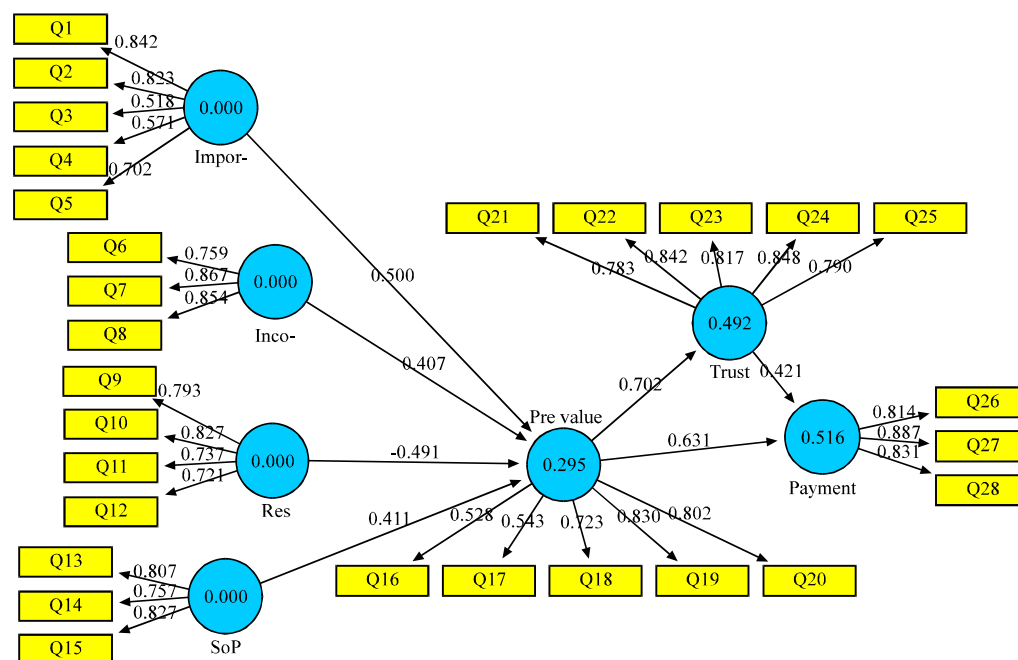 Q1
0.842
Q2
0.823
Q3
0.518
0.571
Q4
0.702
Q5
0.000
Impor-
0.500
Q6
0.759
Q7
0.867
0.854
Q8
0.000
Inco-
0.407
Q9
0.793
Q10
0.827
Q11
0.737
0.721
Q12
0.000
Res
-0.491
Q13
0.807
Q14
0.757
0.827
Q15
0.000
SoP
0.411
Pre value
0.295
0.528
0.543
0.723
0.830
0.802
Q16
Q17
Q18
Q19
Q20
Q21
Q22
Q23
Q24
Q25
0.783
0.842
0.817
0.848
0.790
0.492
Trust
0.702
0.421
0.631
0.516
Payment
0.814
0.887
0.831
Q26
Q27
Q28